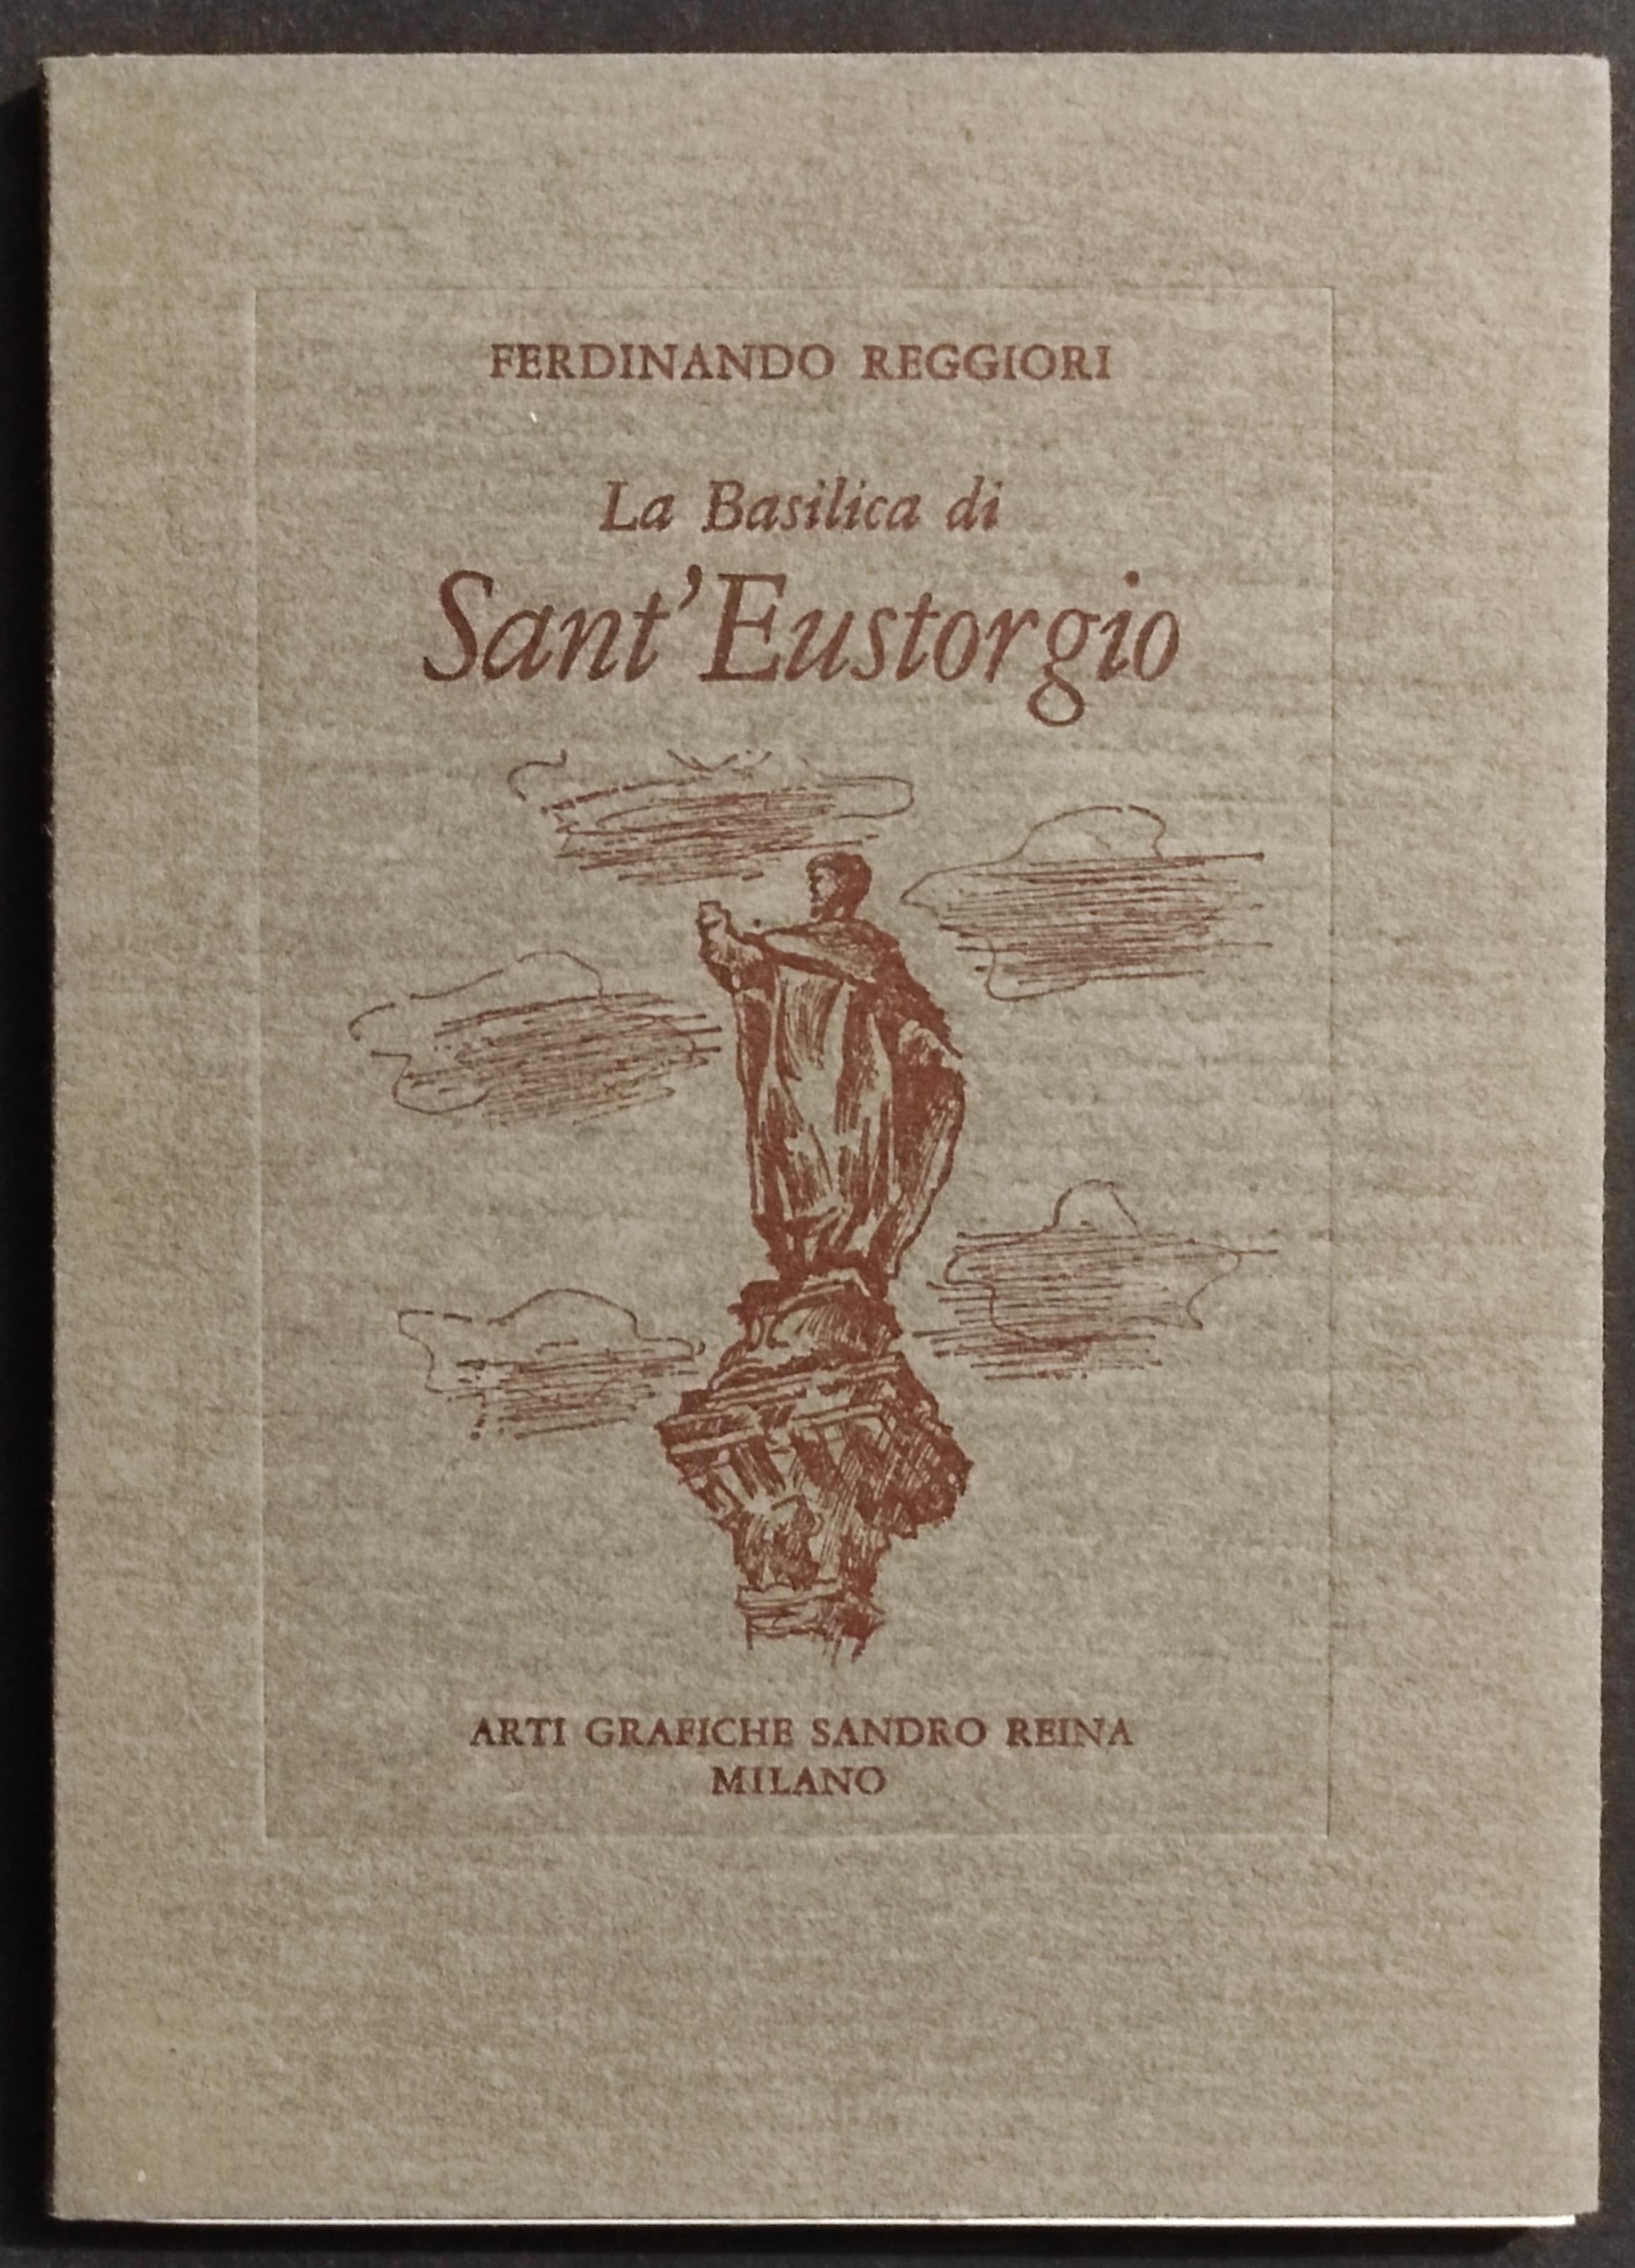 FERDINANDO REGGIORI
La Basilica di
Sant'Eustorgio
ARTI GRAFICHE SANDRO REINA
MILANO